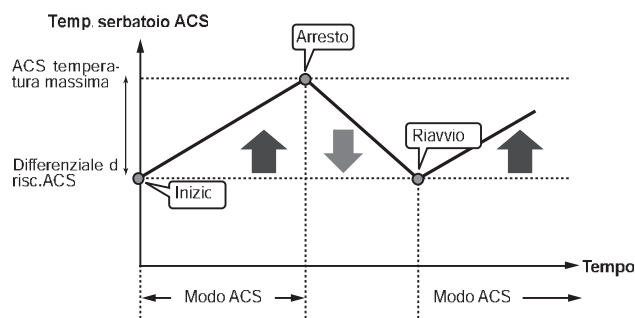 Temp. serbatoio ACS
Arresto
ACS tempera-
tura massima
Riavvio
Differenziale d
risc.ACS
Inizic
Tempo
Modo ACS
Modo ACS